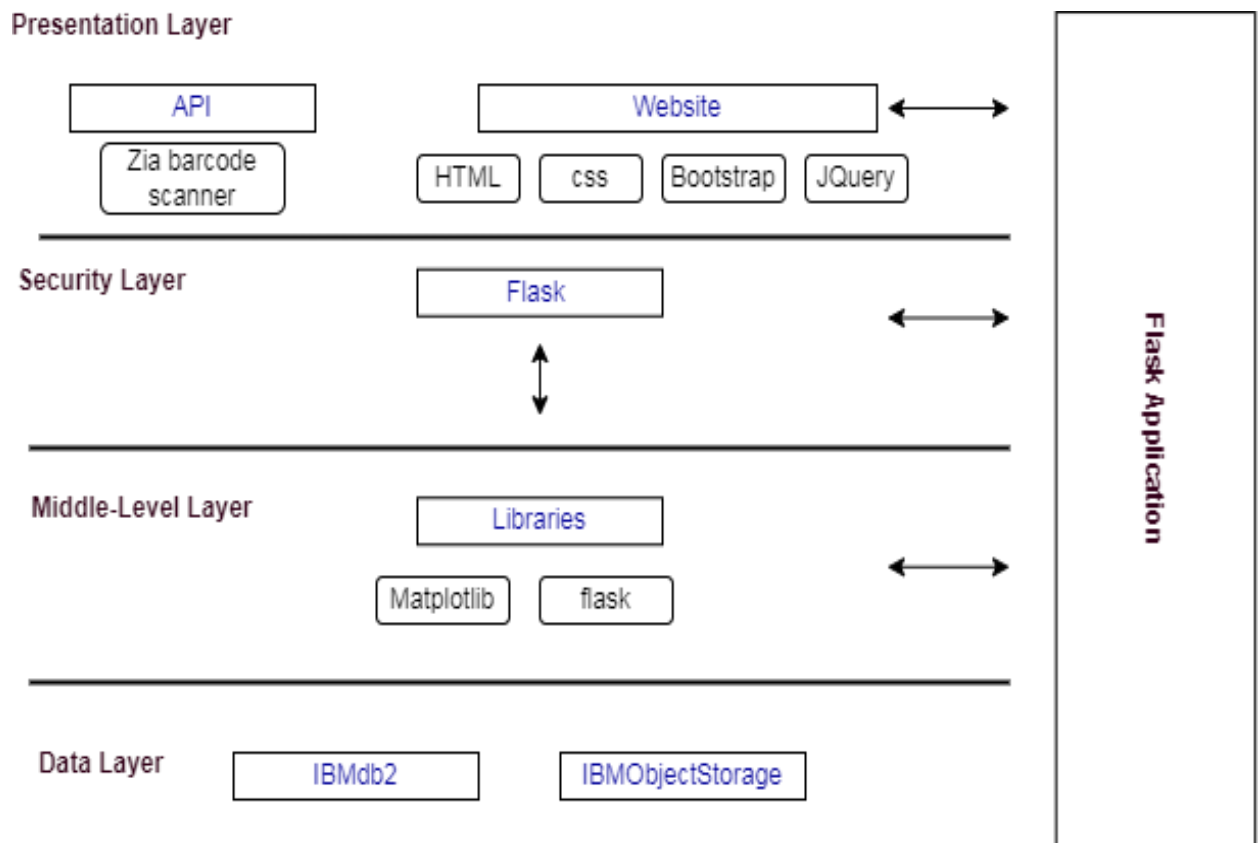 Presentation Layer
API
Website
Zia barcode
scanner
HTML
css
Bootstrap
JQuery
Security Layer
Flask
Middle-Level Layer
Libraries
Matplotlib
flask
Data Layer
IBMdb2
IBMObjectStorage
Flask Application